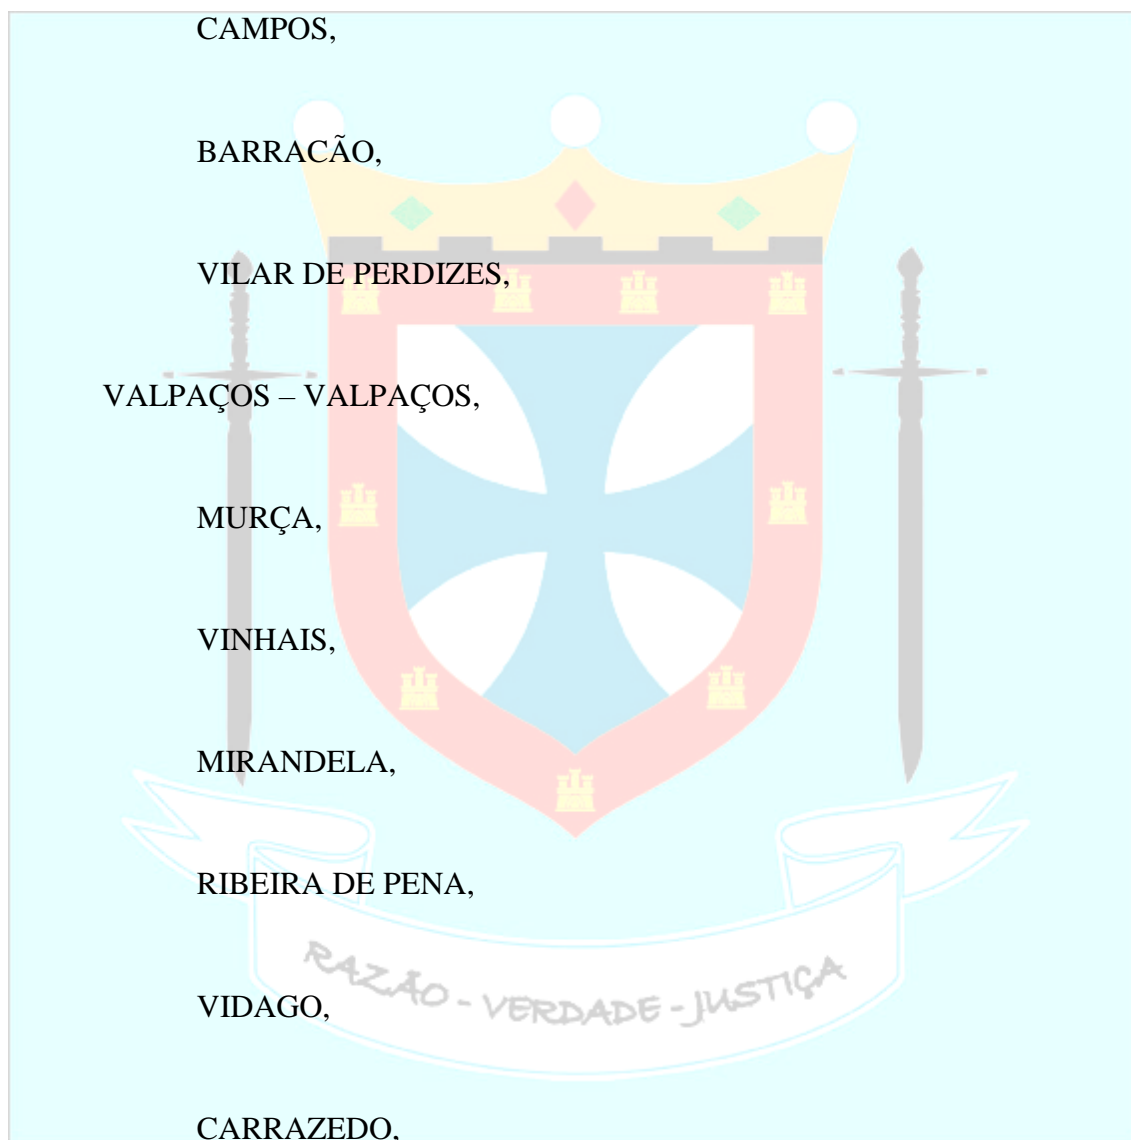 CAMPOS,
BARRACÃO,
VILAR DE PERDIZES,
VALPAÇOS – VALPAÇOS,
MURÇA,
VINHAIS,
MIRANDELA,
RIBEIRA DE PENA,
RAZÃO - VERDADE - JUSTIÇA
VIDAGO,
CARRAZEDO,